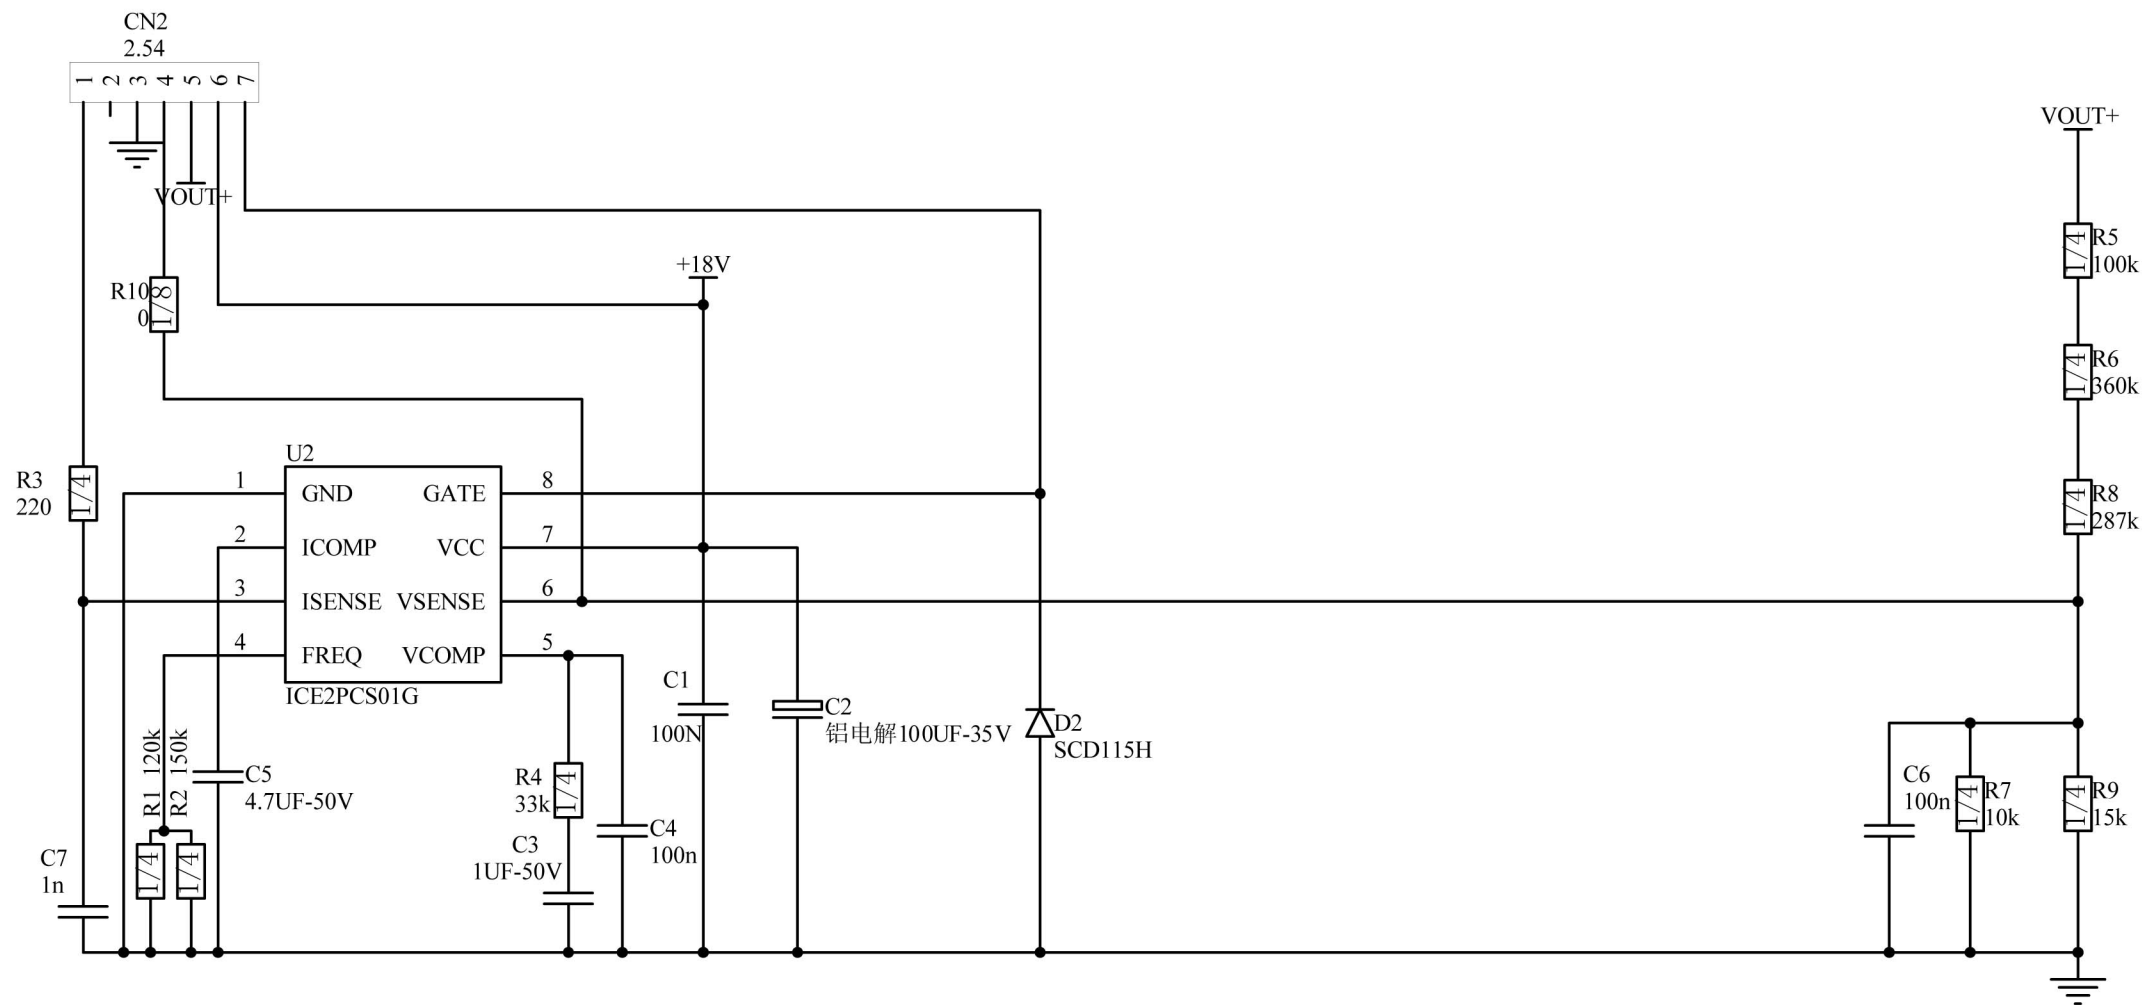 CN2
2.54
1 2 3 4 5 6 7
VOUT+
VOUT+
R5
100k
1/4
+18V
R10
0
1/8
R6
360k
1/4
U2
R3
220
1/4
1 GND GATE 8
2 ICOMP VCC 7
3 ISENSE VSENSE 6
4 FREQ VCOMP 5
ICE2PCS01G
R8
287k
1/4
C1
100N
C2
铝电解100UF-35V
D2
SCD115H
R1 120k
R2 150k
1/4
1/4
C5
4.7UF-50V
R4
33k
1/4
C3
1UF-50V
C4
100n
C7
1n
C6
100n
R7
10k
1/4
R9
15k
1/4